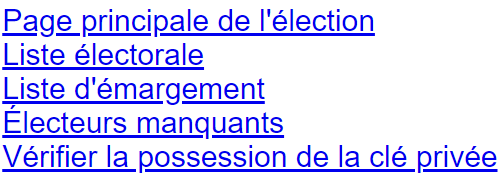 Page principale de l'élection
Liste électorale
Liste d'émargement
Électeurs manquants
Vérifier la possession de la clé privée